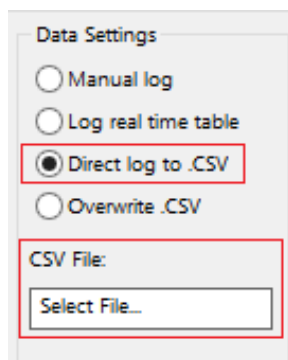 Data Settings
Manual log
Log real time table
Direct log to .CSV
Overwrite .CSV
CSV File:
Select File...